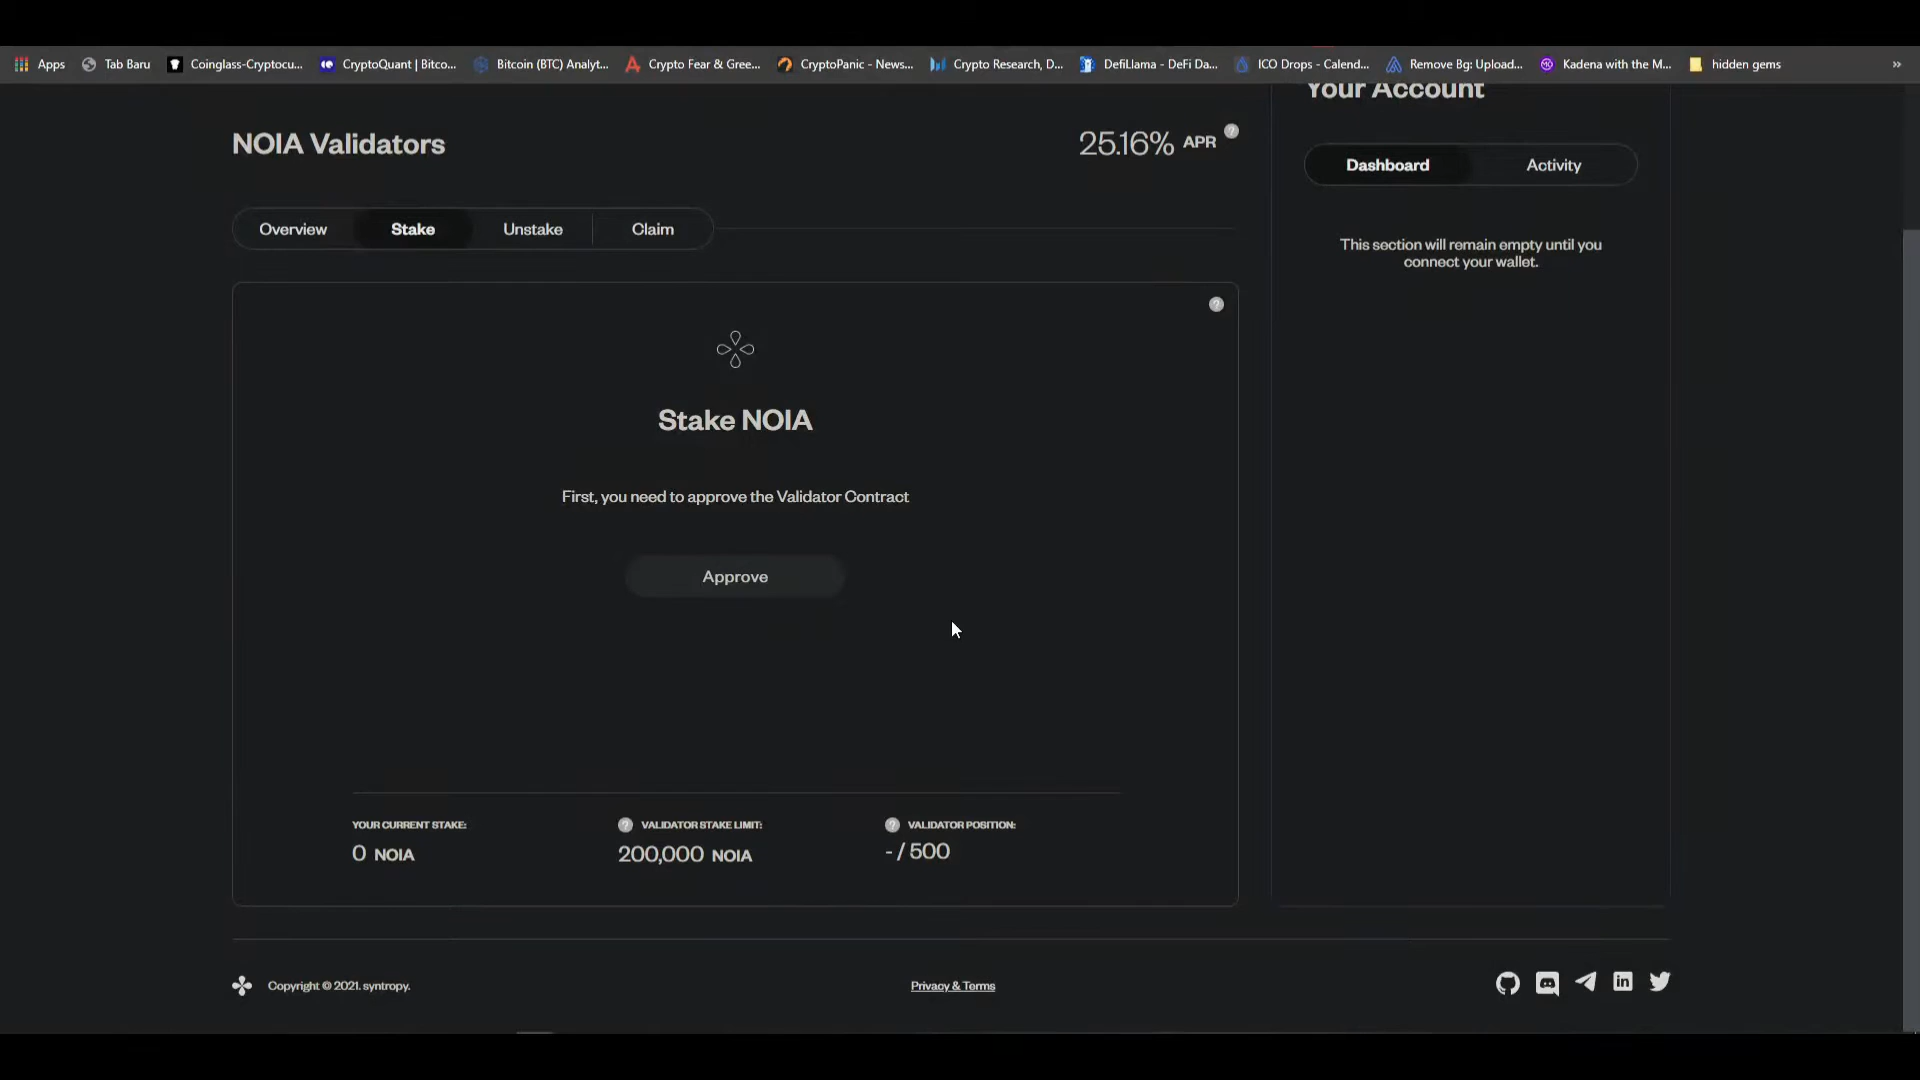 Apps
Tab Baru
Coinglass-Cryptocu...
CryptoQuant | Bitco...
Bitcoin (BTC) Analyt...
Crypto Fear & Gree...
CryptoPanic - News...
Crypto Research, D...
DefiLlama - DeFi Da...
ICO Drops - Calend...
Remove Bg: Upload...
Kadena with the M...
hidden gems
»
Your Account
NOIA Validators
25.16% APR ?
Dashboard
Activity
Overview
Stake
Unstake
Claim
This section will remain empty until you
connect your wallet.
?
Stake NOIA
First, you need to approve the Validator Contract
Approve
YOUR CURRENT STAKE:
0 NOIA
? VALIDATOR STAKE LIMIT:
200,000 NOIA
? VALIDATOR POSITION:
- / 500
Copyright © 2021. syntropy.
Privacy & Terms